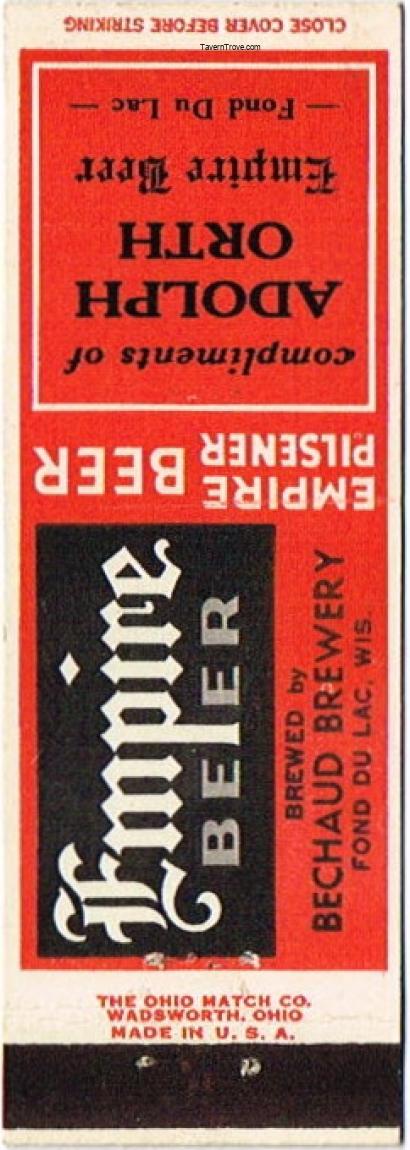 CLOSE COVER BEFORE STRIKING
TavernTrove.com
compliments of
ADOLPH
ORTH
Empire Beer
— Fond Du Lac —
EMPIRE
PILSENER
BEER
Empire
BEER
BREWED by
BECHAUD BREWERY
FOND DU LAC, WIS.
THE OHIO MATCH CO.
WADSWORTH, OHIO
MADE IN U. S. A.